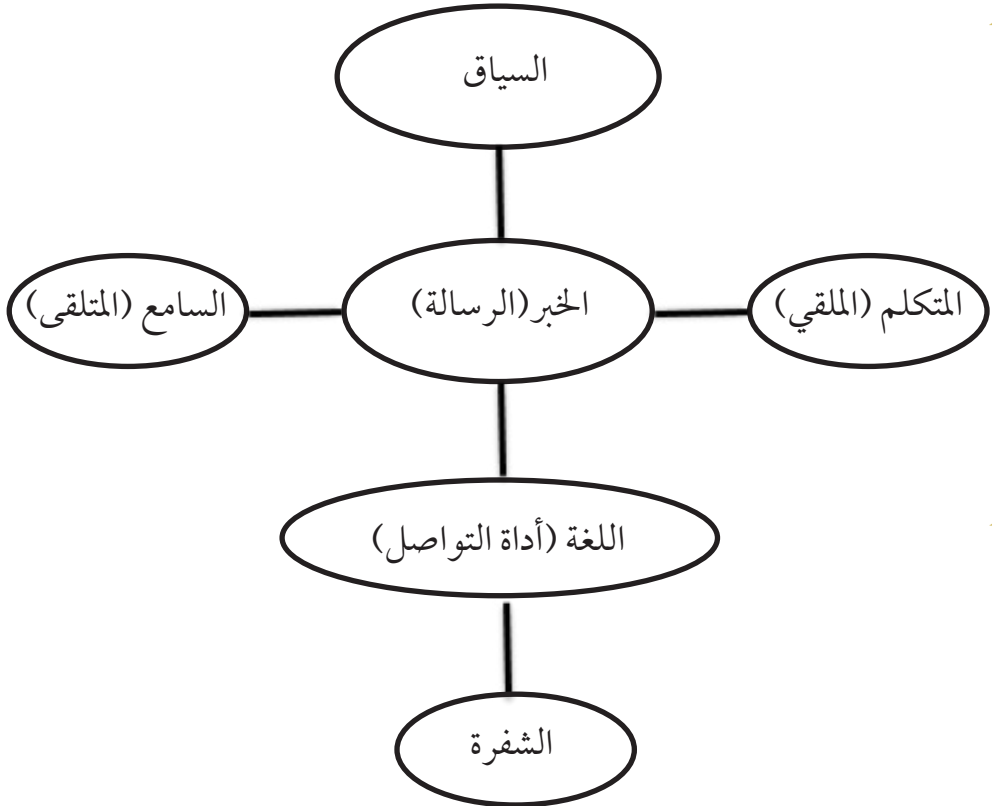 السياق
المتكلم (الملقي)
الخبر (الرسالة)
السامع (المتلقى)
اللغة (أداة التواصل)
الشفرة